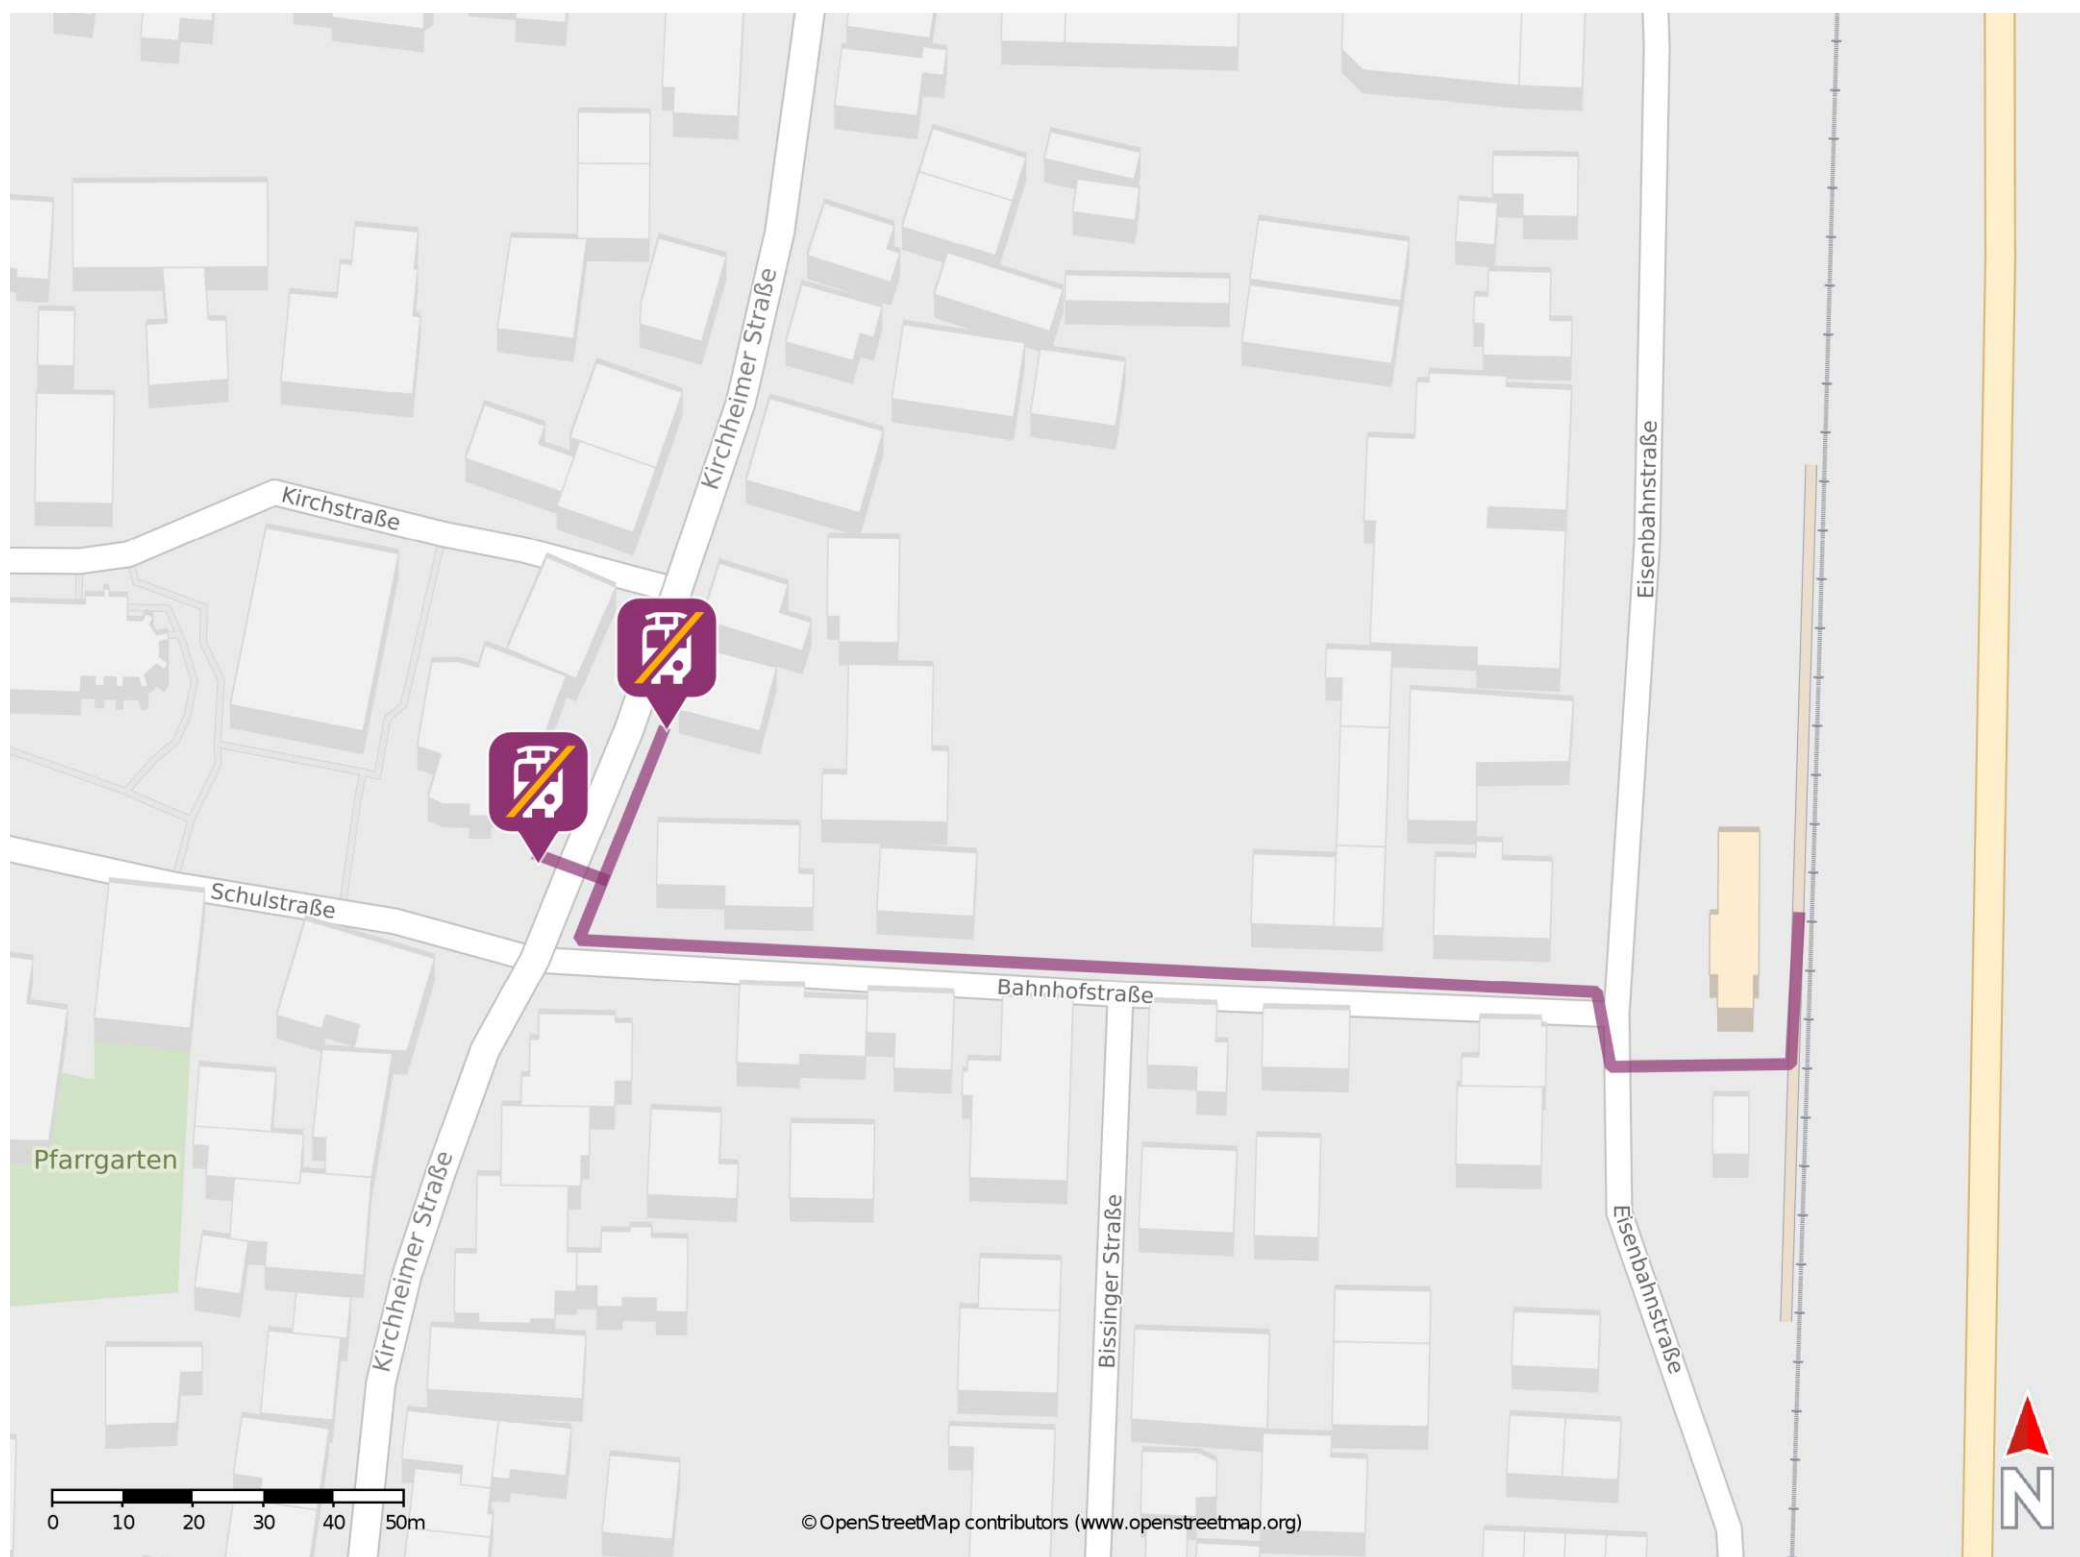 Kirchheimer Straße
Kirchstraße
Eisenbahnstraße
Schulstraße
Bahnhofstraße
Pfarrgarten
Kirchheimer Straße
Bissinger Straße
Eisenbahnstraße
N
0 10 20 30 40 50m
© OpenStreetMap contributors (www.openstreetmap.org)